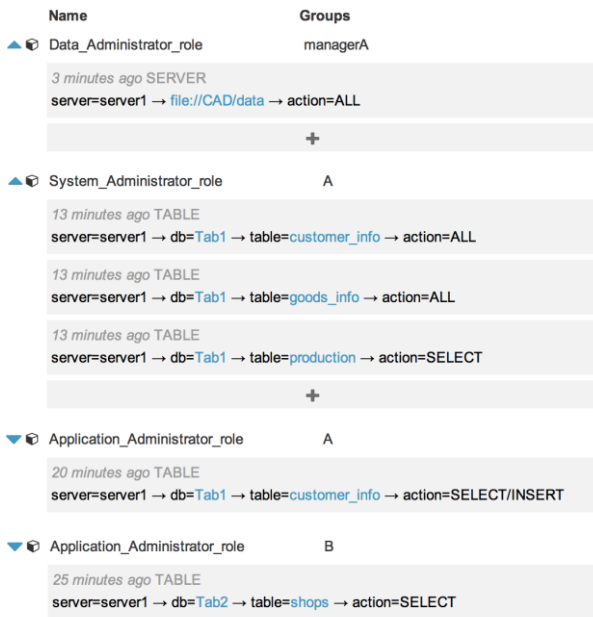 Name Groups
Data_Administrator_role managerA
3 minutes ago SERVER
server=server1 → file://CAD/data → action=ALL
+
System_Administrator_role A
13 minutes ago TABLE
server=server1 → db=Tab1 → table=customer_info → action=ALL
13 minutes ago TABLE
server=server1 → db=Tab1 → table=goods_info → action=ALL
13 minutes ago TABLE
server=server1 → db=Tab1 → table=production → action=SELECT
+
Application_Administrator_role A
20 minutes ago TABLE
server=server1 → db=Tab1 → table=customer_info → action=SELECT/INSERT
Application_Administrator_role B
25 minutes ago TABLE
server=server1 → db=Tab2 → table=shops → action=SELECT